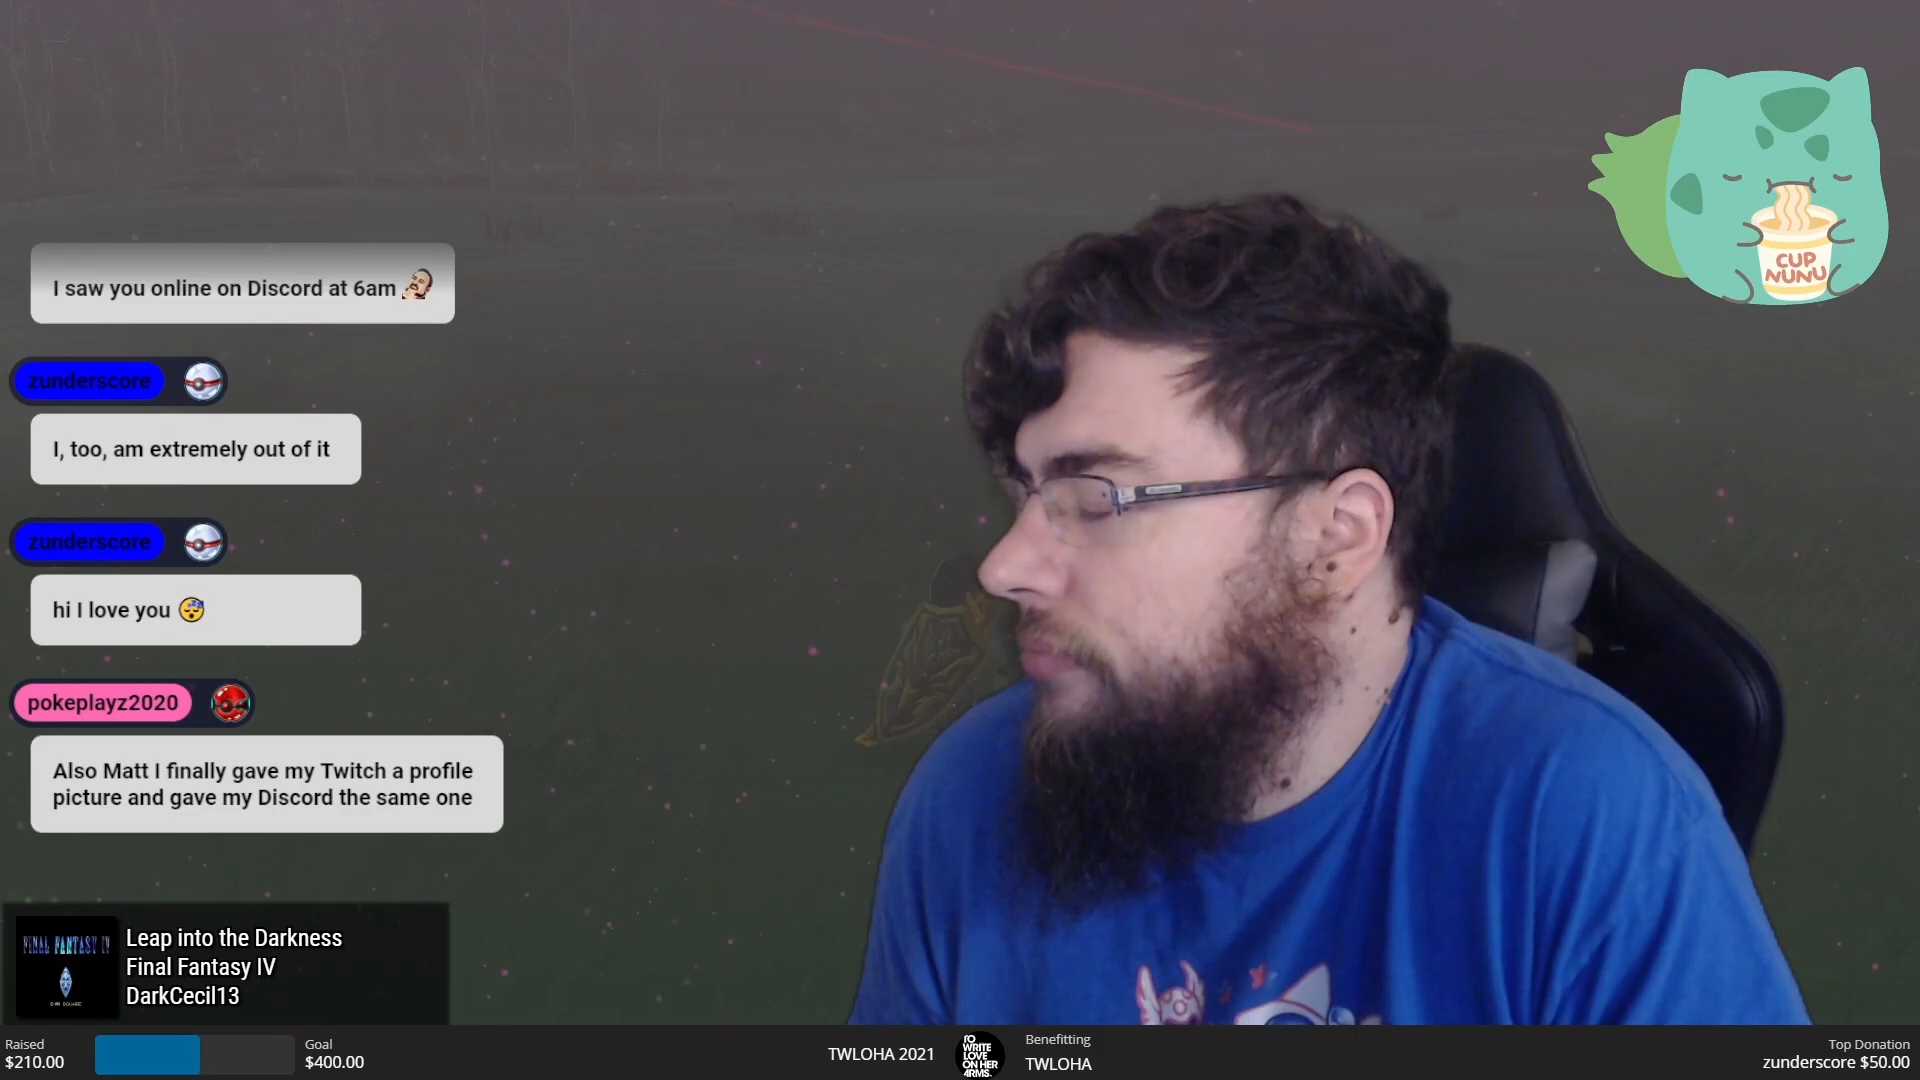 I saw you online on Discord at 6am
zunderscore
I, too, am extremely out of it
zunderscore
hi I love you
pokeplayz2020
Also Matt I finally gave my Twitch a profile
picture and gave my Discord the same one
CUP
NUNU
FINAL FANTASY IV
Leap into the Darkness
Final Fantasy IV
DarkCecil13
Raised
$210.00
Goal
$400.00
TWLOHA 2021
TO
WRITE
LOVE
ON HER
ARMS.
Benefitting
TWLOHA
Top Donation
zunderscore $50.00